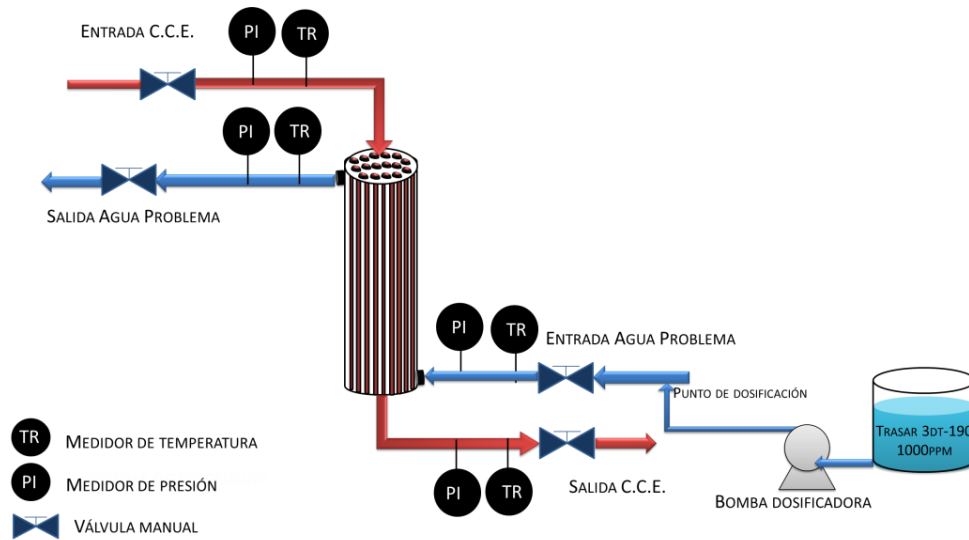 ENTRADA C.C.E.
PI
TR
PI
TR
SALIDA AGUA PROBLEMA
PI
TR
ENTRADA AGUA PROBLEMA
PUNTO DE DOSIFICACIÓN
TRASAR 3DT-190
1000PPM
TR
MEDIDOR DE TEMPERATURA
PI
TR
SALIDA C.C.E.
BOMBA DOSIFICADORA
PI
MEDIDOR DE PRESIÓN
VÁLVULA MANUAL